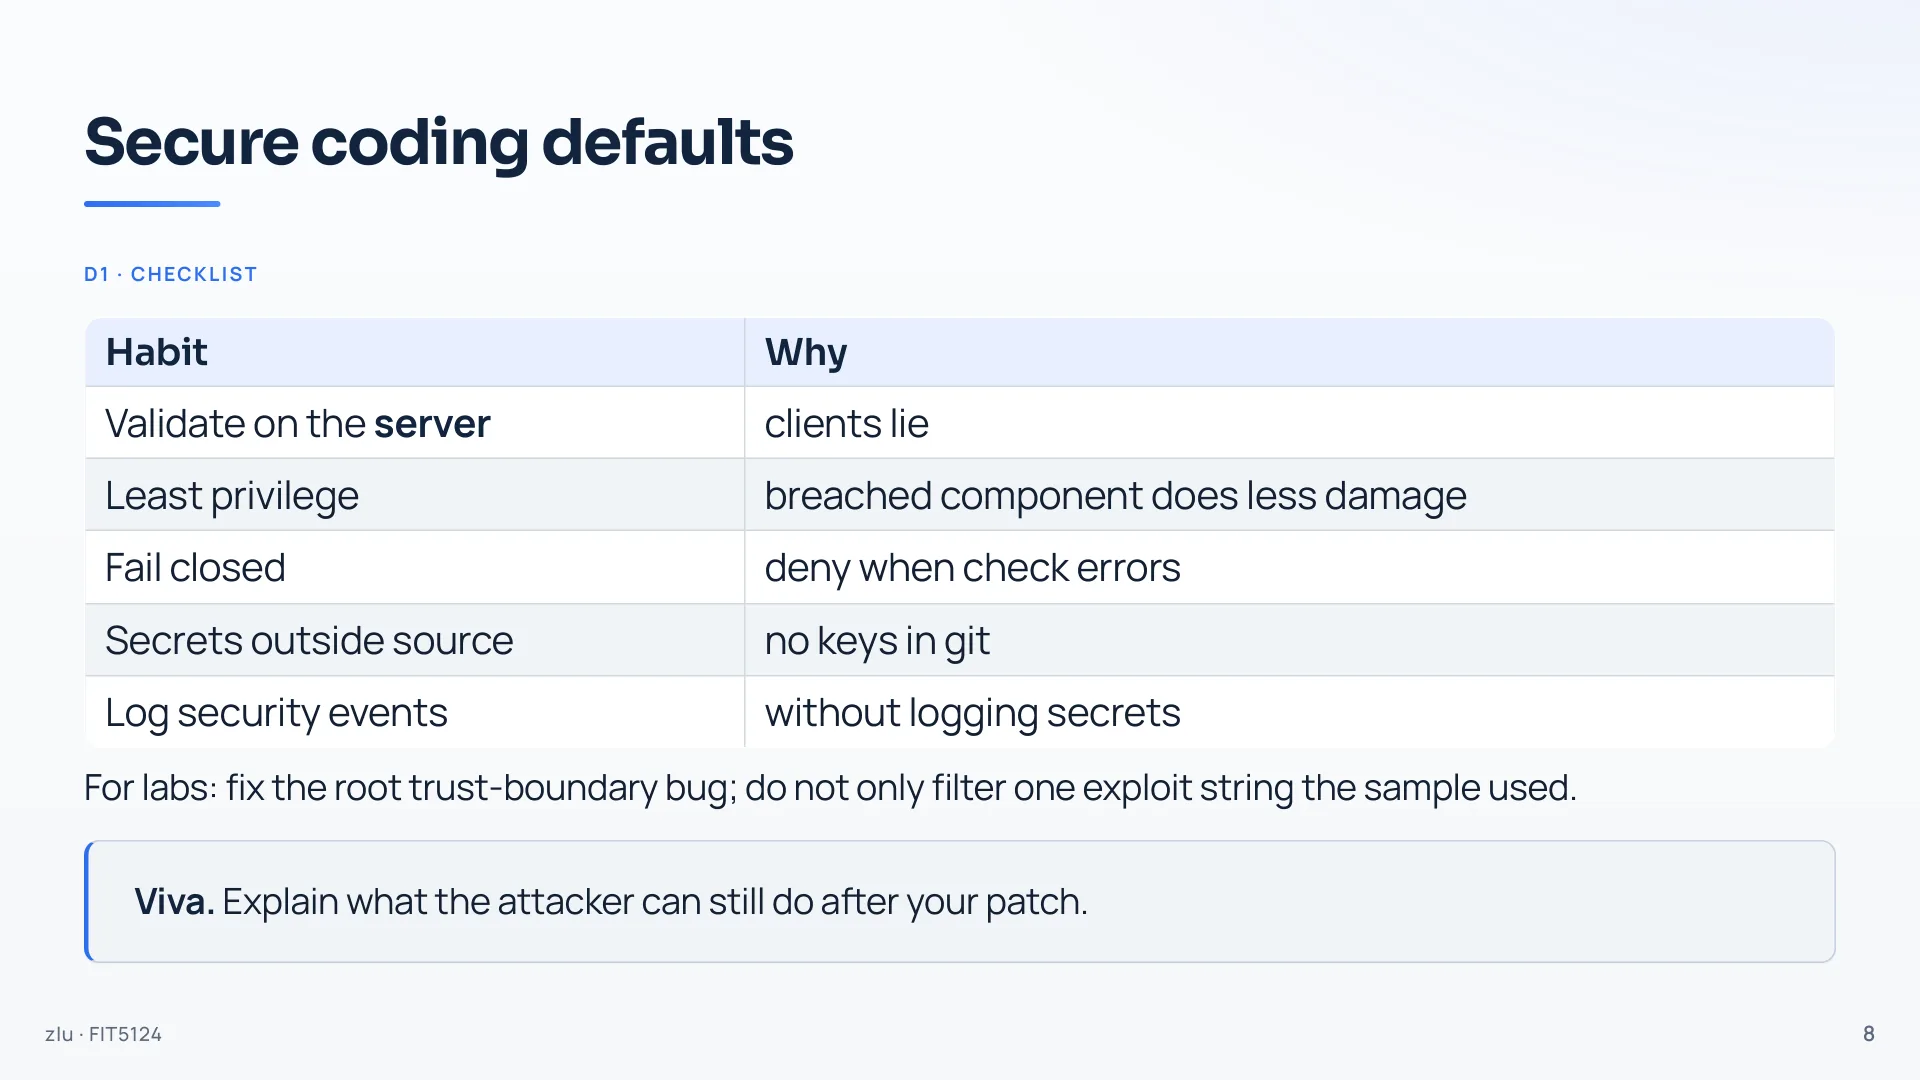 Secure coding defaults
D1 · CHECKLIST
Habit Why
Validate on the server clients lie
Least privilege breached component does less damage
Fail closed deny when check errors
Secrets outside source no keys in git
Log security events without logging secrets
For labs: fix the root trust-boundary bug; do not only filter one exploit string the sample used.
Viva. Explain what the attacker can still do after your patch.
zlu · FIT5124 8